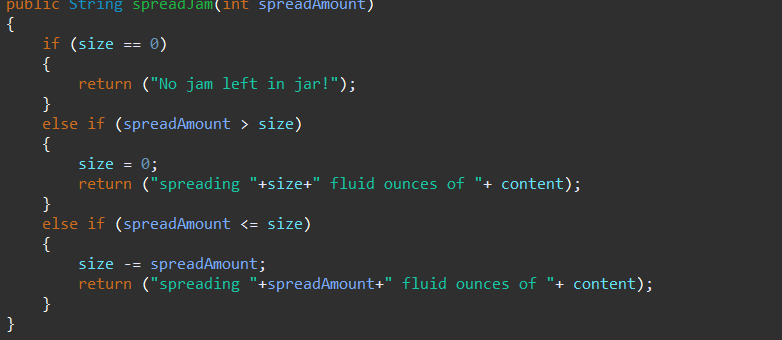 public String spreadJam(int spreadAmount)
{
    if (size == 0)
    {
        return ("No jam left in jar!");
    }
    else if (spreadAmount > size)
    {
        size = 0;
        return ("spreading "+size+" fluid ounces of "+ content);
    }
    else if (spreadAmount <= size)
    {
        size -= spreadAmount;
        return ("spreading "+spreadAmount+" fluid ounces of "+ content);
    }
}